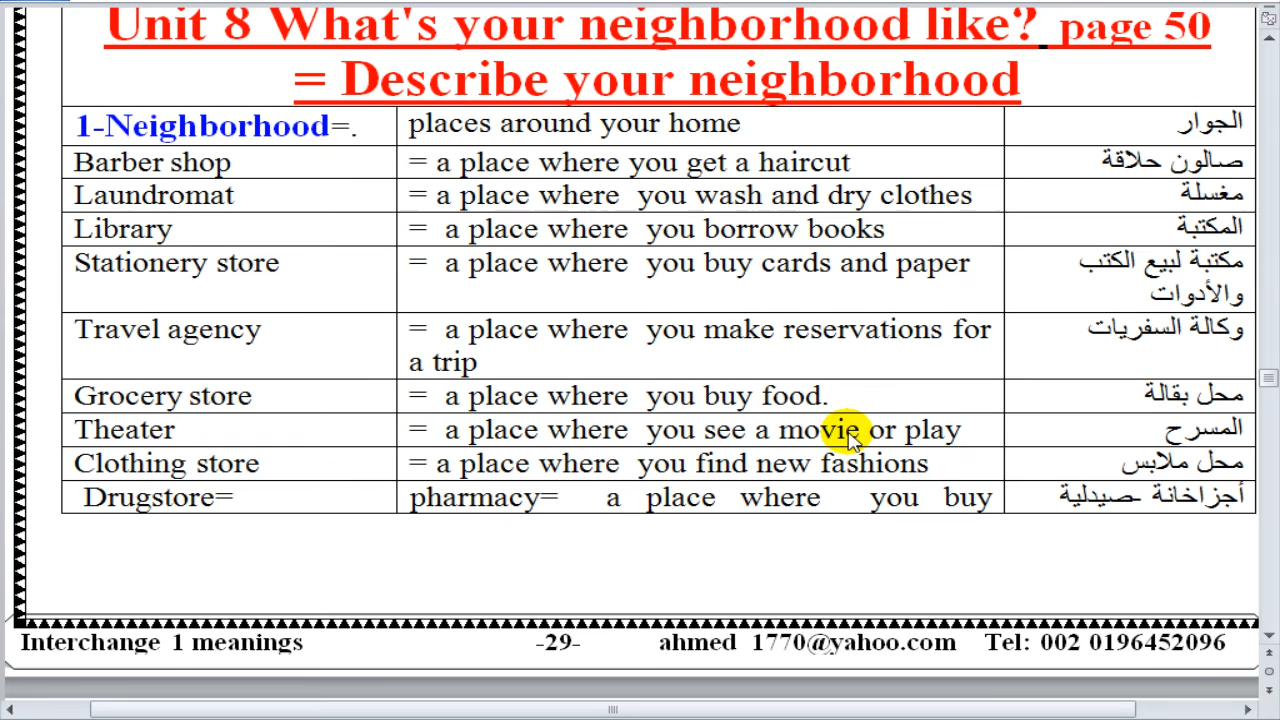 Unit 8 What's your neighborhood like? page 50
= Describe your neighborhood
1-Neighborhood=. places around your home الجوار
Barber shop = a place where you get a haircut صالون حلاقة
Laundromat = a place where you wash and dry clothes مغسلة
Library = a place where you borrow books المكتبة
Stationery store = a place where you buy cards and paper مكتبة لبيع الكتب
والأدوات
Travel agency = a place where you make reservations for وكالة السفريات
a trip
Grocery store = a place where you buy food. محل بقالة
Theater = a place where you see a movie or play المسرح
Clothing store = a place where you find new fashions محل ملابس
Drugstore= pharmacy= a place where you buy أجزاخانة -صيدلية
Interchange 1 meanings -29- ahmed 1770@yahoo.com Tel: 002 0196452096